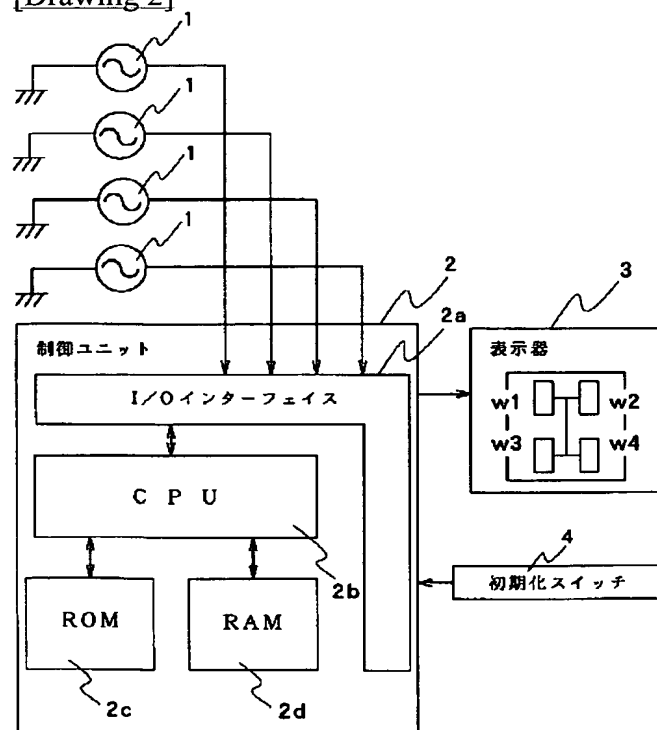 [Drawing 2]
1
1
1
1
2
2a
3
制御ユニット
表示器
I/Oインターフェイス
w1 w2
w3 w4
CPU
4
2b
初期化スイッチ
ROM RAM
2c 2d